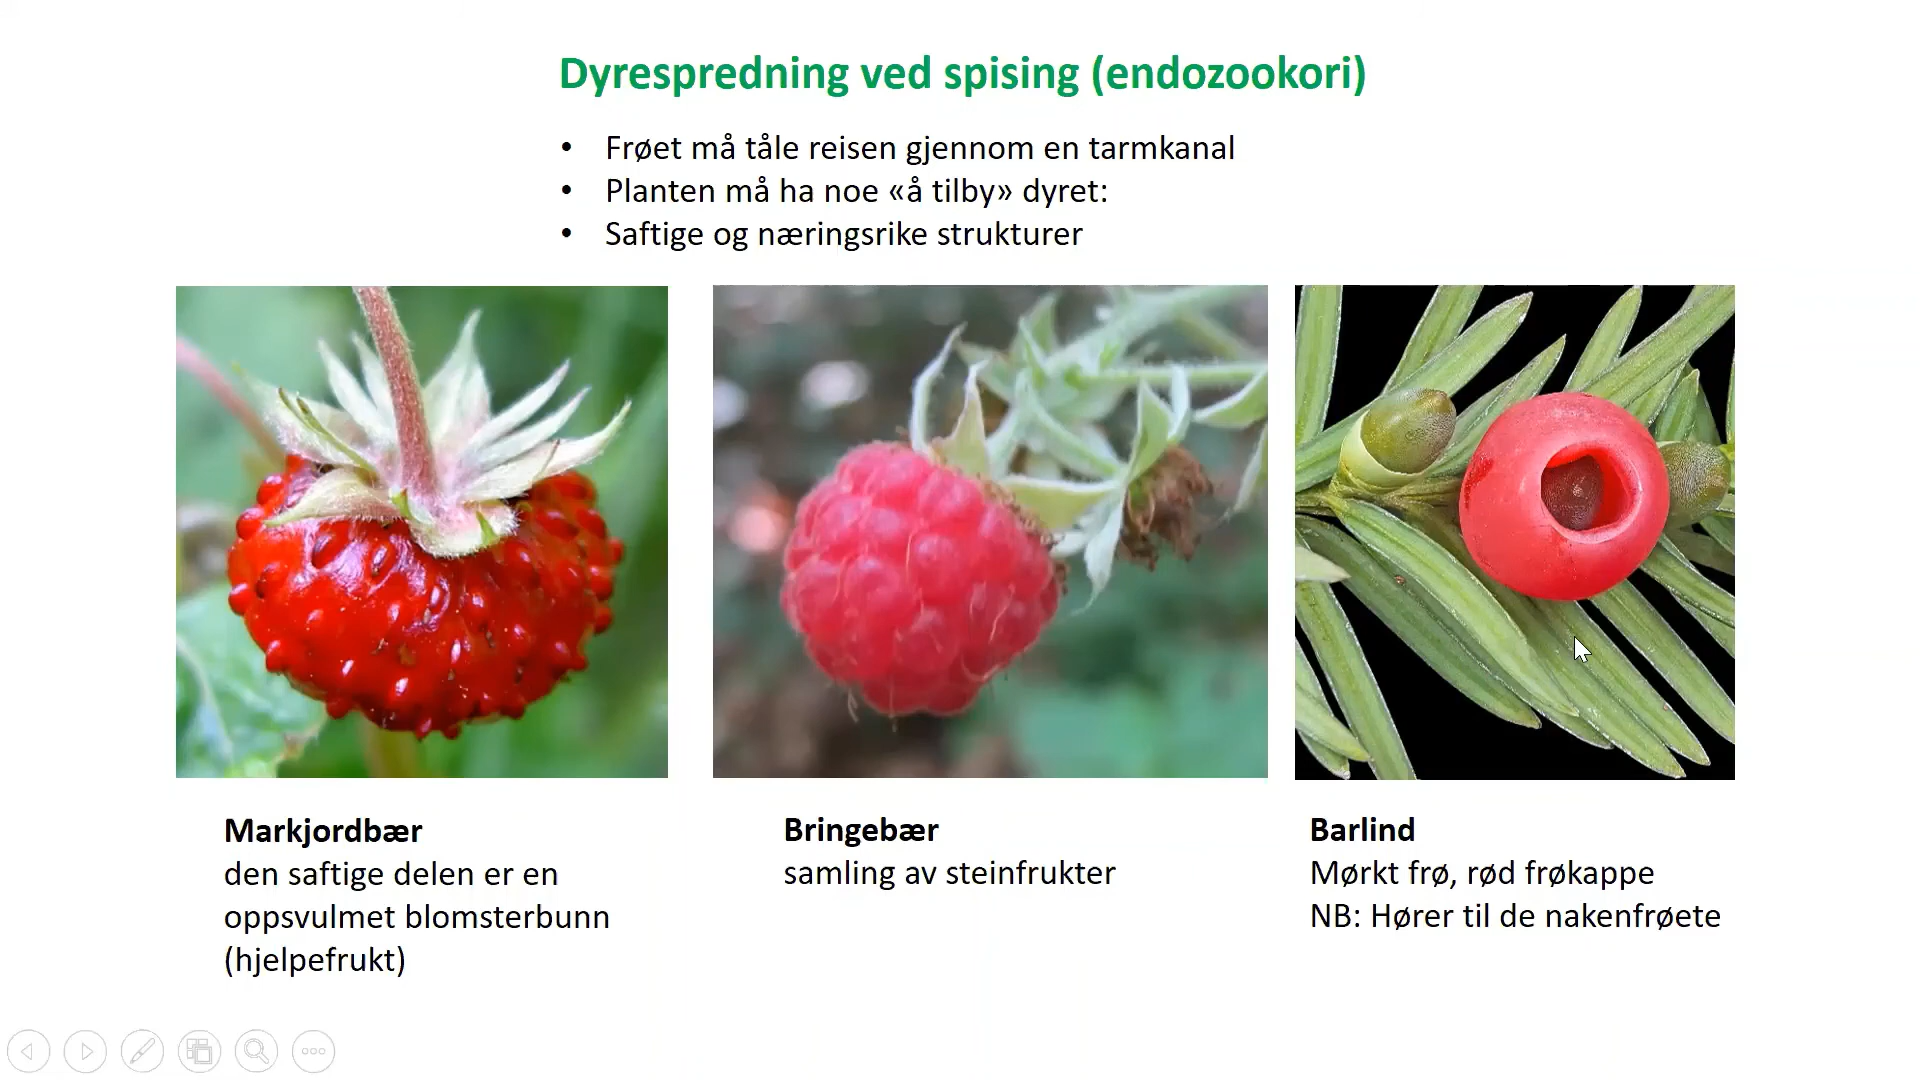 Dyrespredning ved spising (endozookori)
• Frøet må tåle reisen gjennom en tarmkanal
• Planten må ha noe «å tilby» dyret:
• Saftige og næringsrike strukturer
Markjordbær
den saftige delen er en
oppsvulmet blomsterbunn
(hjelpefrukt)
Bringebær
samling av steinfrukter
Barlind
Mørkt frø, rød frøkappe
NB: Hører til de nakenfrøete